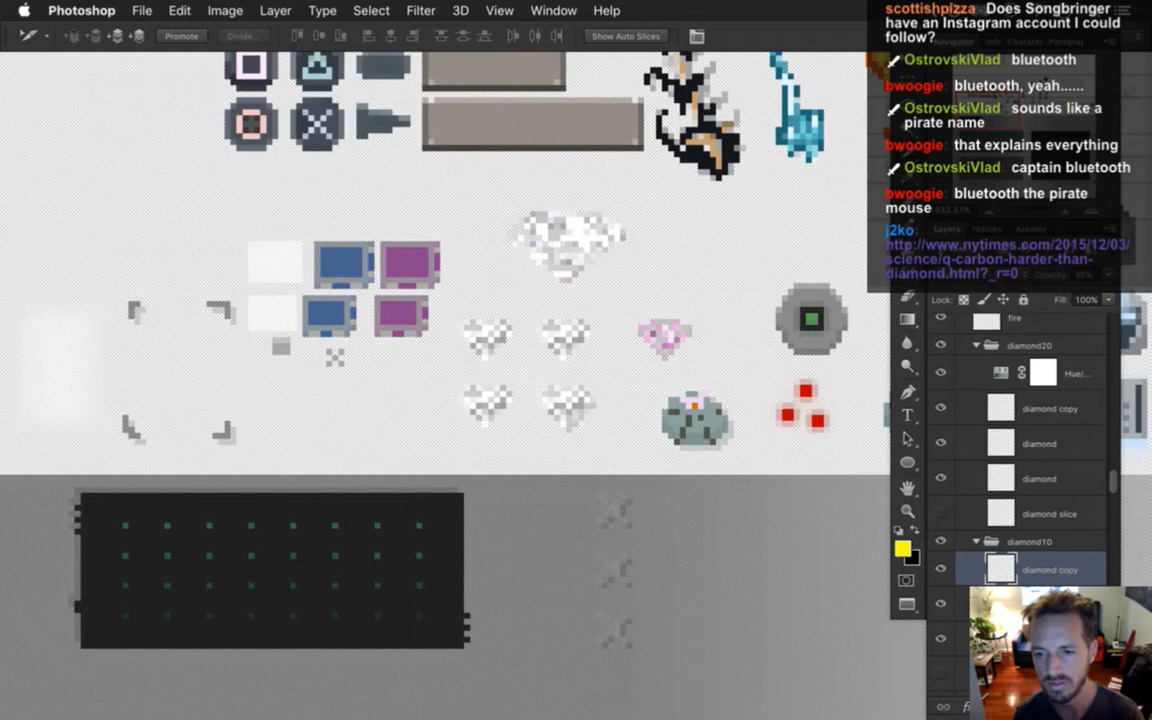 Photoshop File Edit Image Layer Type Select Filter 3D View Window Help
Promote Divide... Show Auto Slices
scottishpizza Does Songbringer
have an Instagram account I could
follow?
OstrovskiVlad bluetooth
bwoogie: bluetooth, yeah......
OstrovskiVlad sounds like a
pirate name
bwoogie: that explains everything
OstrovskiVlad captain bluetooth
bwoogie: bluetooth the pirate
mouse
j2ko:
http://www.nytimes.com/2015/12/03/
science/q-carbon-harder-than-
diamond.html?_r=0
Layers History Actions
Lock: Fill: 100%
fire
diamond20
Hue/...
diamond copy
diamond
diamond
diamond slice
diamond10
diamond copy